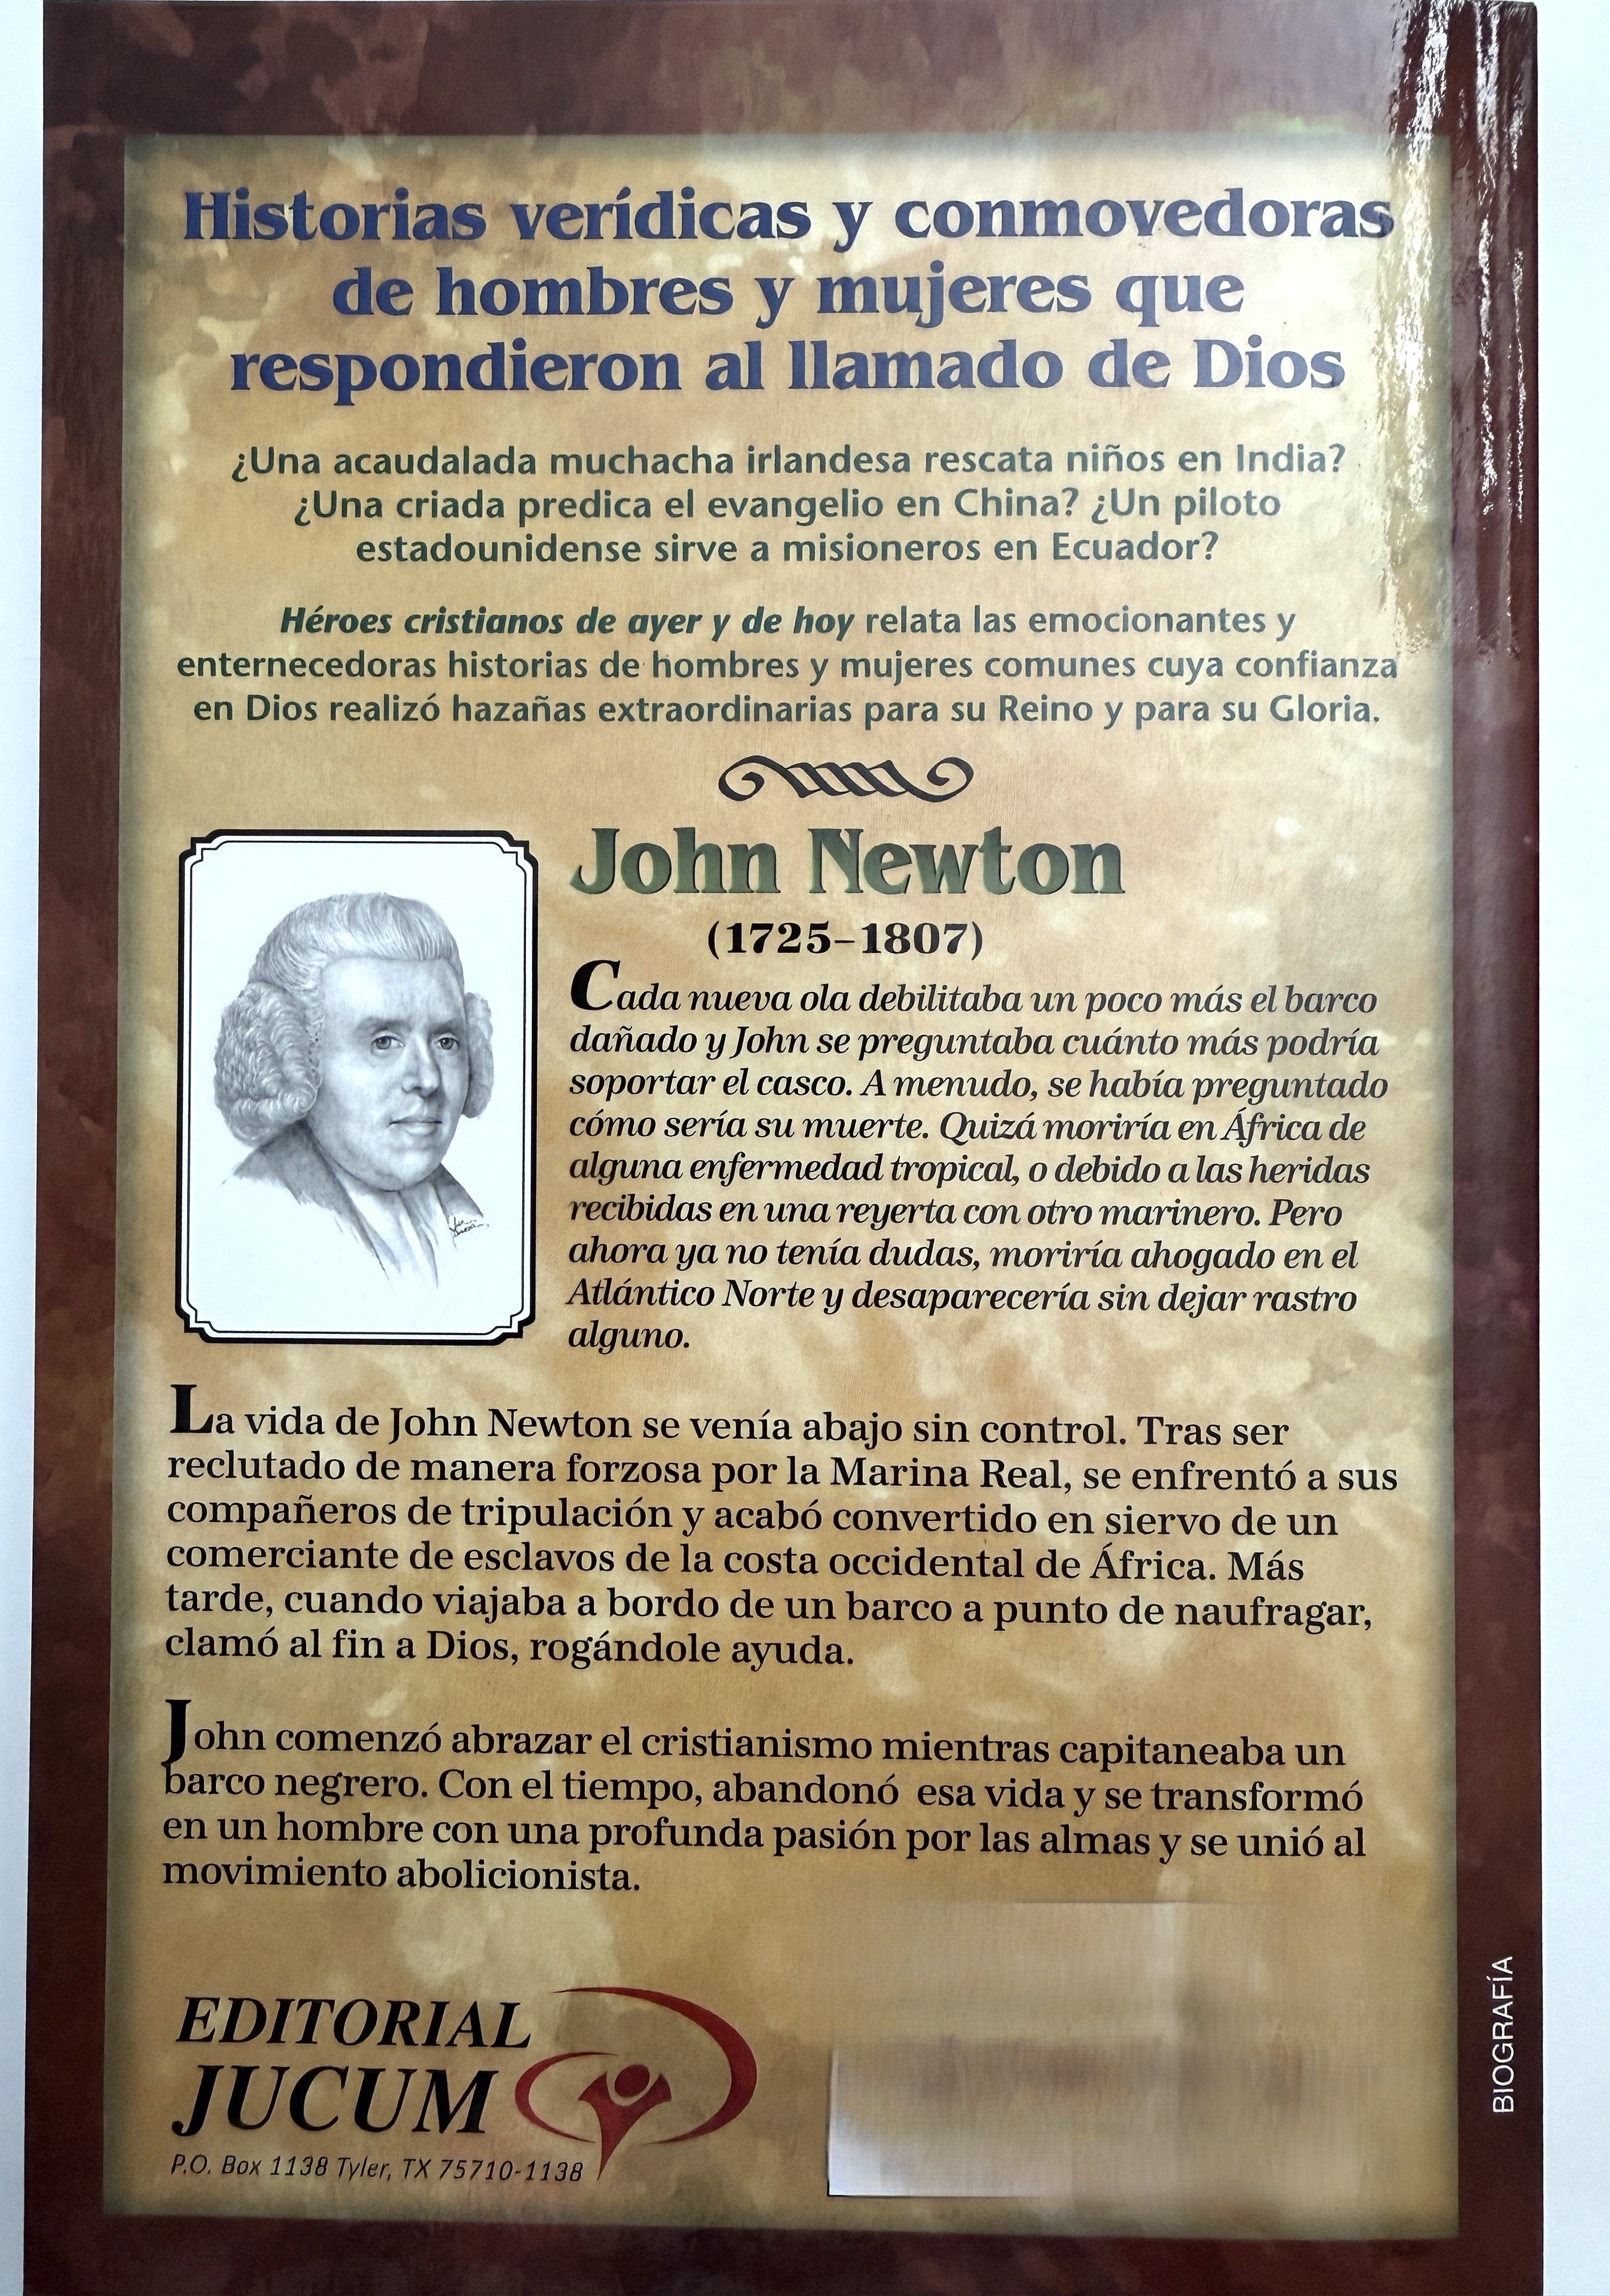 Historias verídicas y conmovedoras
de hombres y mujeres que
respondieron al llamado de Dios
¿Una acaudalada muchacha irlandesa rescata niños en India?
¿Una criada predica el evangelio en China? ¿Un piloto
estadounidense sirve a misioneros en Ecuador?
Héroes cristianos de ayer y de hoy relata las emocionantes y
enternecedoras historias de hombres y mujeres comunes cuya confianza
en Dios realizó hazañas extraordinarias para su Reino y para su Gloria.
John Newton
(1725–1807)
Cada nueva ola debilitaba un poco más el barco
dañado y John se preguntaba cuánto más podría
soportar el casco. A menudo, se había preguntado
cómo sería su muerte. Quizá moriría en África de
alguna enfermedad tropical, o debido a las heridas
recibidas en una reyerta con otro marinero. Pero
ahora ya no tenía dudas, moriría ahogado en el
Atlántico Norte y desaparecería sin dejar rastro
alguno.
La vida de John Newton se venía abajo sin control. Tras ser
reclutado de manera forzosa por la Marina Real, se enfrentó a sus
compañeros de tripulación y acabó convertido en siervo de un
comerciante de esclavos de la costa occidental de África. Más
tarde, cuando viajaba a bordo de un barco a punto de naufragar,
clamó al fin a Dios, rogándole ayuda.
John comenzó abrazar el cristianismo mientras capitaneaba un
barco negrero. Con el tiempo, abandonó esa vida y se transformó
en un hombre con una profunda pasión por las almas y se unió al
movimiento abolicionista.
EDITORIAL
JUCUM
P.O. Box 1138 Tyler, TX 75710-1138
BIOGRAFÍA